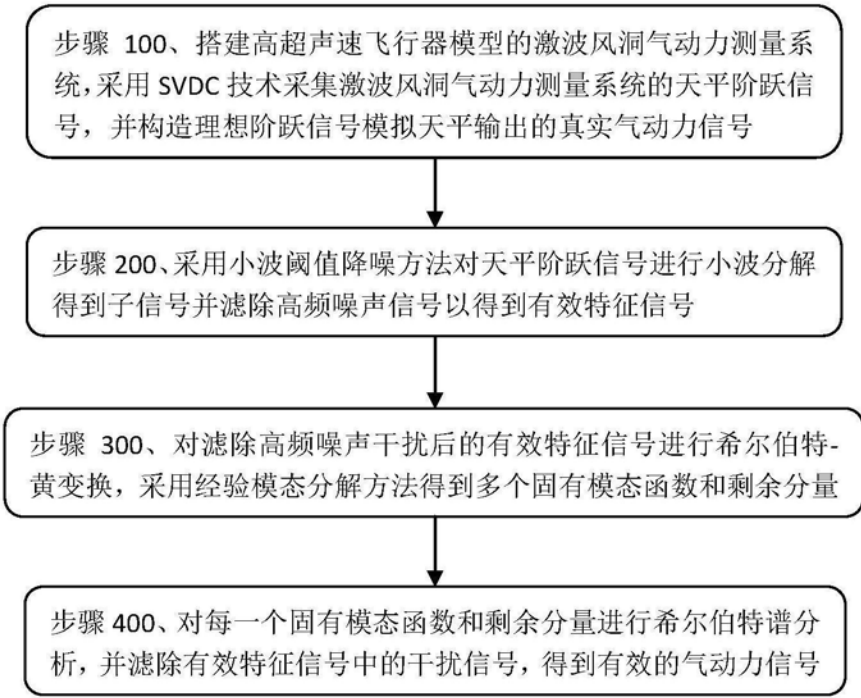 步骤 100、搭建高超声速飞行器模型的激波风洞气动力测量系
统,采用 SVDC 技术采集激波风洞气动力测量系统的天平阶跃信
号，并构造理想阶跃信号模拟天平输出的真实气动力信号
步骤 200、采用小波阈值降噪方法对天平阶跃信号进行小波分解
得到子信号并滤除高频噪声信号以得到有效特征信号
步骤 300、对滤除高频噪声干扰后的有效特征信号进行希尔伯特-
黄变换，采用经验模态分解方法得到多个固有模态函数和剩余分量
步骤 400、对每一个固有模态函数和剩余分量进行希尔伯特谱分
析，并滤除有效特征信号中的干扰信号，得到有效的气动力信号